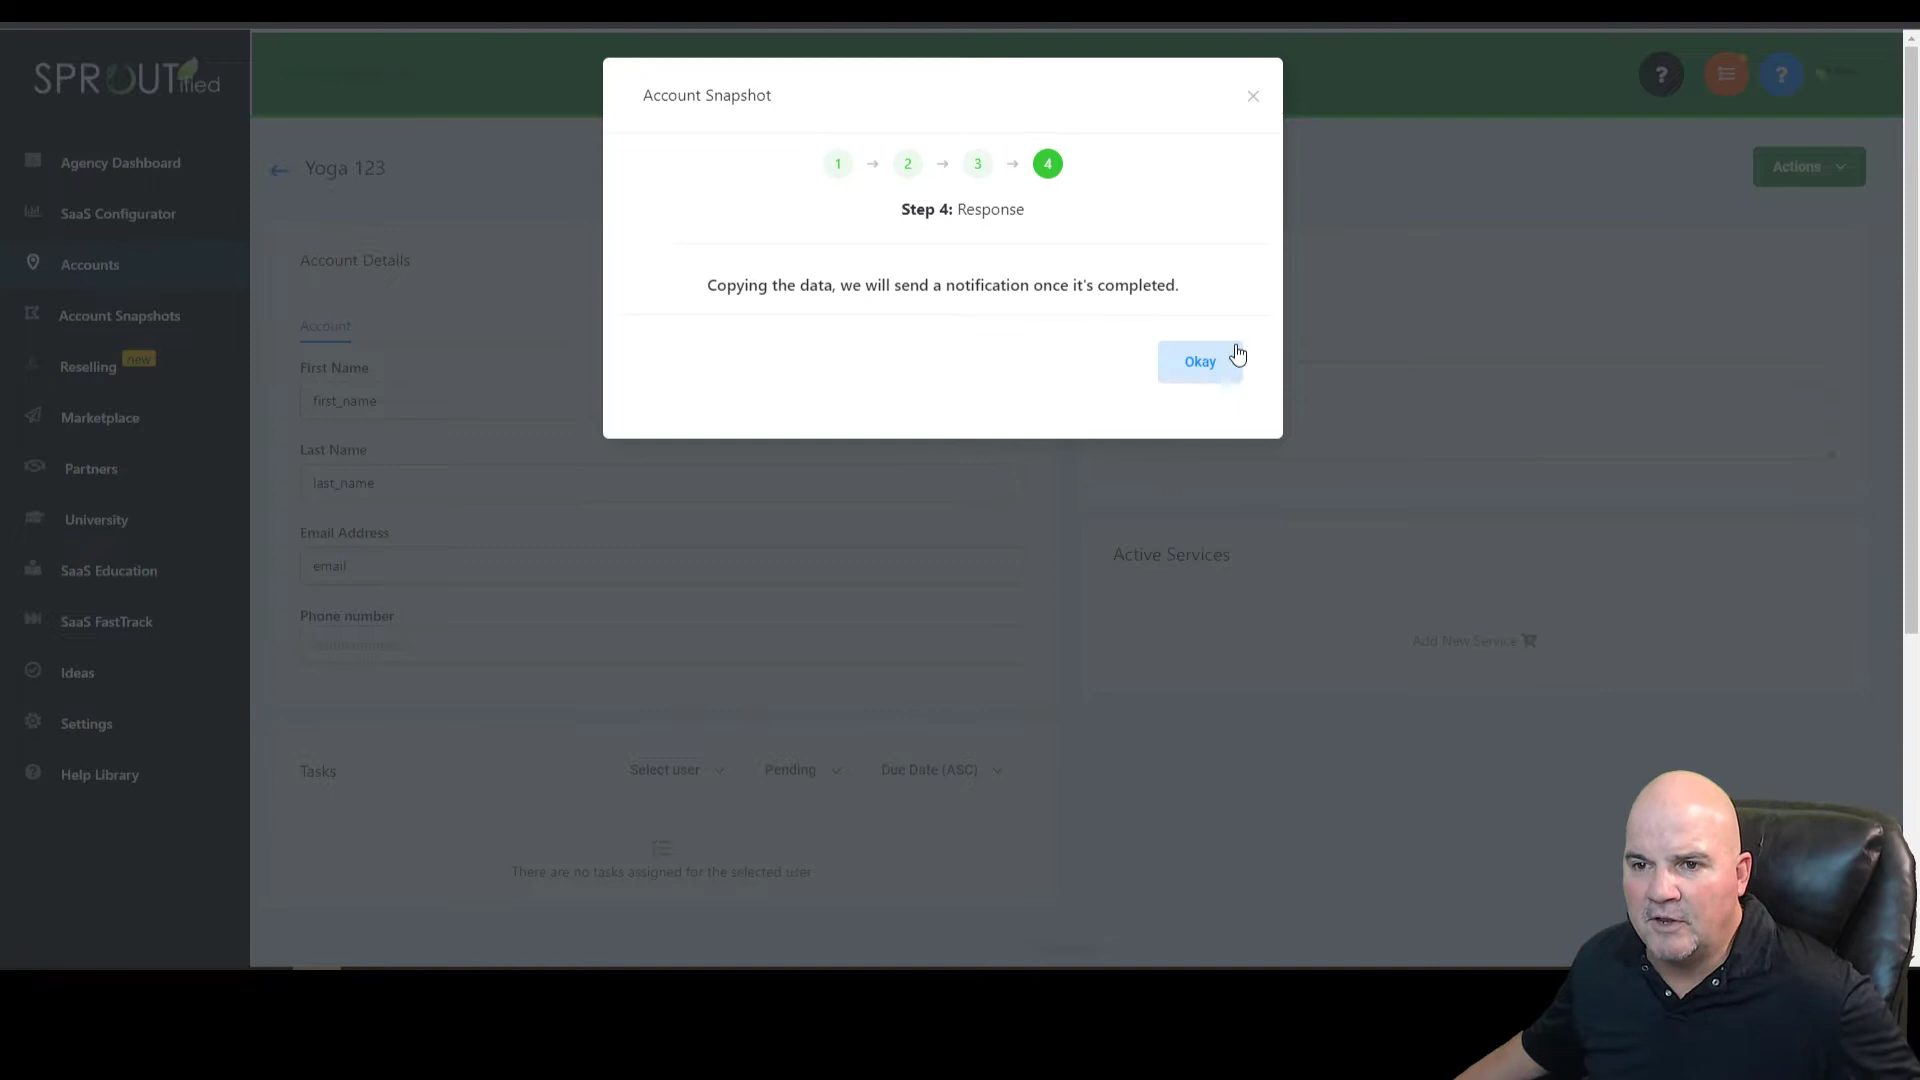 SPROUTified
Agency Dashboard
SaaS Configurator
Accounts
Account Snapshots
Reselling new
Marketplace
Partners
University
SaaS Education
SaaS FastTrack
Ideas
Settings
Help Library
?
?
Yoga 123
Actions
Account Snapshot
1 → 2 → 3 → 4
Step 4: Response
Copying the data, we will send a notification once it's completed.
Okay
Account Details
Account
First Name
first_name
Last Name
last_name
Email Address
email
Phone number
Active Services
Add New Service
Tasks
Select user
Pending
Due Date (ASC)
There are no tasks assigned for the selected user